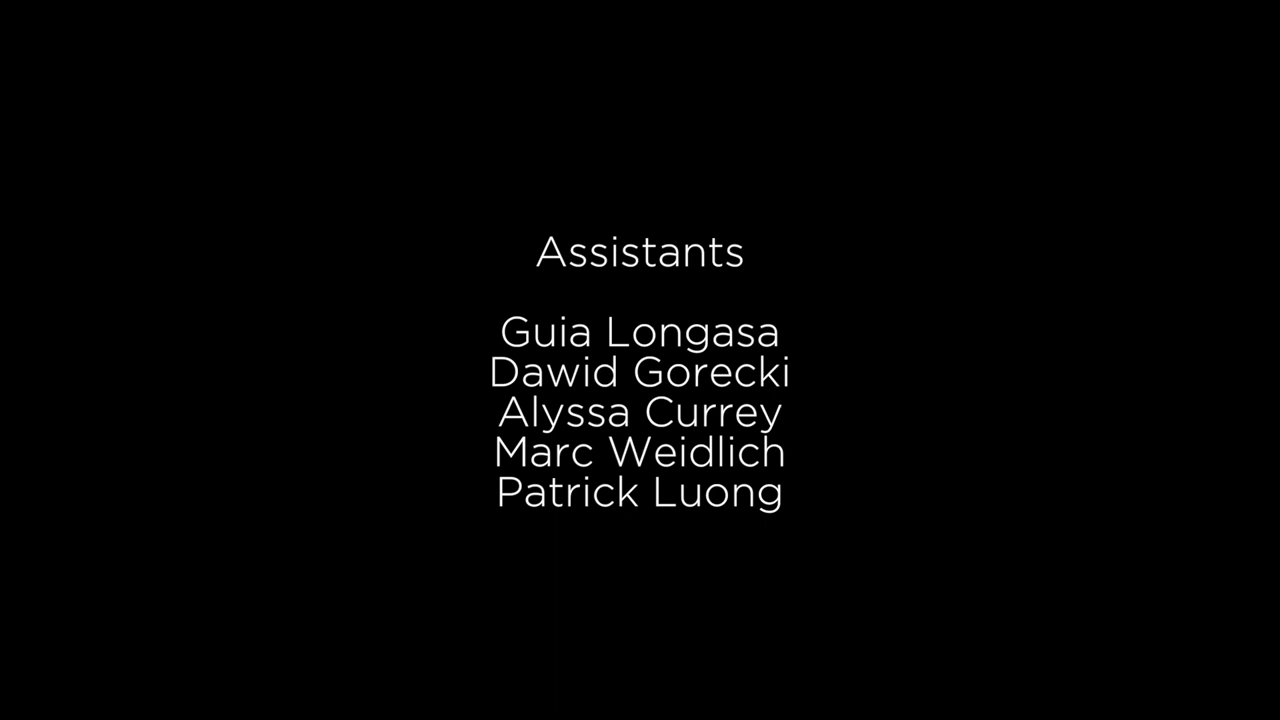 Assistants
Guia Longasa
Dawid Gorecki
Alyssa Currey
Marc Weidlich
Patrick Luong